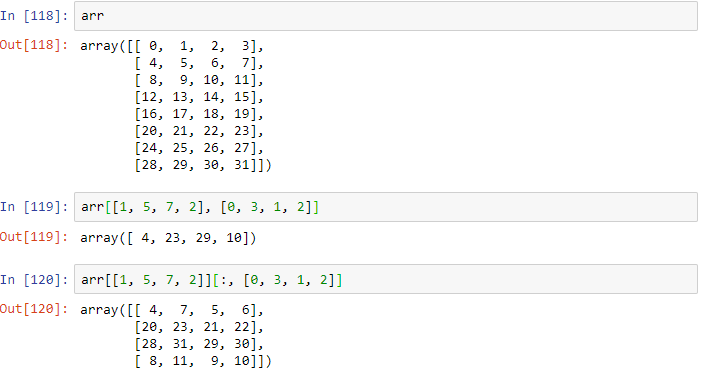 In [118]: arr
Out[118]: array([[ 0,  1,  2,  3],
       [ 4,  5,  6,  7],
       [ 8,  9, 10, 11],
       [12, 13, 14, 15],
       [16, 17, 18, 19],
       [20, 21, 22, 23],
       [24, 25, 26, 27],
       [28, 29, 30, 31]])
In [119]: arr[[1, 5, 7, 2], [0, 3, 1, 2]]
Out[119]: array([ 4, 23, 29, 10])
In [120]: arr[[1, 5, 7, 2]][:, [0, 3, 1, 2]]
Out[120]: array([[ 4,  7,  5,  6],
       [20, 23, 21, 22],
       [28, 31, 29, 30],
       [ 8, 11,  9, 10]])